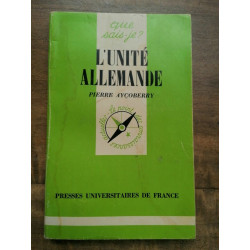 que
sais-je?
L'UNITÉ
ALLEMANDE
PIERRE AYÇOBERRY
PRESSES UNIVERSITAIRES DE FRANCE